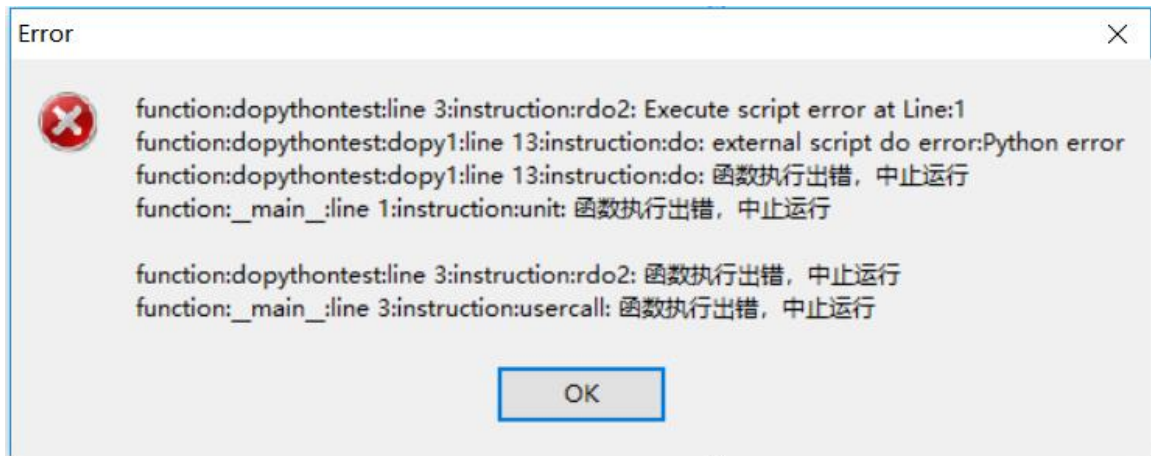 Error
function:dopythontest:line 3:instruction:rdo2: Execute script error at Line:1
function:dopythontest:dopy1:line 13:instruction:do: external script do error:Python error
function:dopythontest:dopy1:line 13:instruction:do: 函数执行出错，中止运行
function:__main__:line 1:instruction:unit: 函数执行出错，中止运行
function:dopythontest:line 3:instruction:rdo2: 函数执行出错，中止运行
function:__main__:line 3:instruction:usercall: 函数执行出错，中止运行
OK